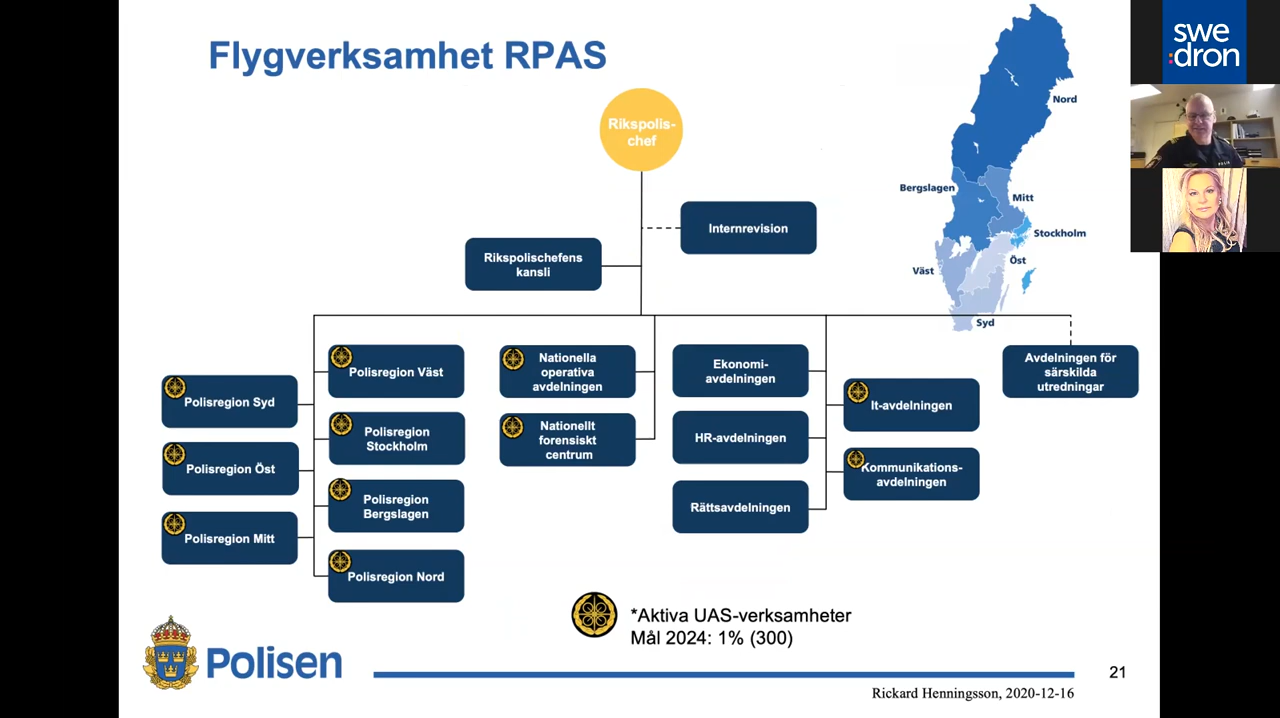 Flygverksamhet RPAS
swe
:dron
Rikspolis-
chef
Nord
Bergslagen
Mitt
Stockholm
Öst
Väst
Syd
Internrevision
Rikspolischefens
kansli
Polisregion Syd
Polisregion Öst
Polisregion Mitt
Polisregion Väst
Polisregion
Stockholm
Polisregion
Bergslagen
Polisregion Nord
Nationella
operativa
avdelningen
Nationellt
forensiskt
centrum
Ekonomi-
avdelningen
HR-avdelningen
Rättsavdelningen
It-avdelningen
Kommunikations-
avdelningen
Avdelningen för
särskilda
utredningar
*Aktiva UAS-verksamheter
Mål 2024: 1% (300)
Polisen
21
Rickard Henningsson, 2020-12-16